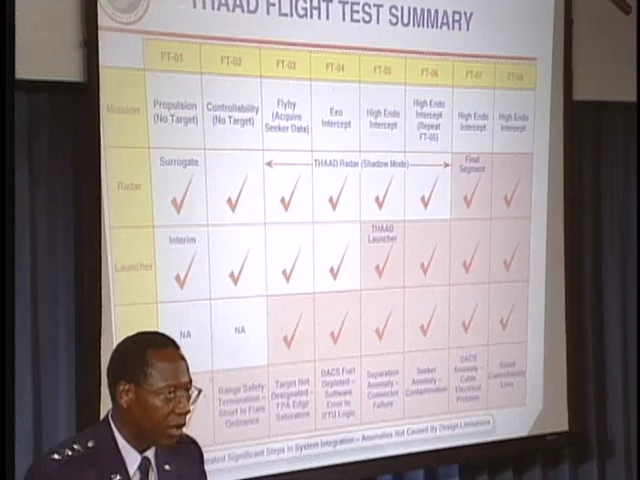 THAAD FLIGHT TEST SUMMARY
FT-01 FT-02 FT-03 FT-04 FT-05 FT-06 FT-07 FT-08
Mission
Propulsion
(No Target)
Controllability
(No Target)
Flyby
(Acquire
Seeker Data)
Exo
Intercept
High Endo
Intercept
High Endo
Intercept
(Repeat
FT-05)
High Endo
Intercept
High Endo
Intercept
Radar
Surrogate
THAAD Radar (Shadow Mode)
Final
Segment
Launcher
Interim
THAAD
Launcher
NA
NA
Range Safety
Termination –
Short In Flare
Ordnance
Target Not
Designated –
FPA Edge
Saturation
DACS Fuel
Depleted –
Software
Error In
IFTU Logic
Separation
Anomaly –
Connector
Failure
Seeker
Anomaly –
Contamination
DACS
Anomaly –
Cable
Electrical
Problem
Controllability
Loss
Significant Steps In System Integration – Anomalies Not Caused By Design Limitations